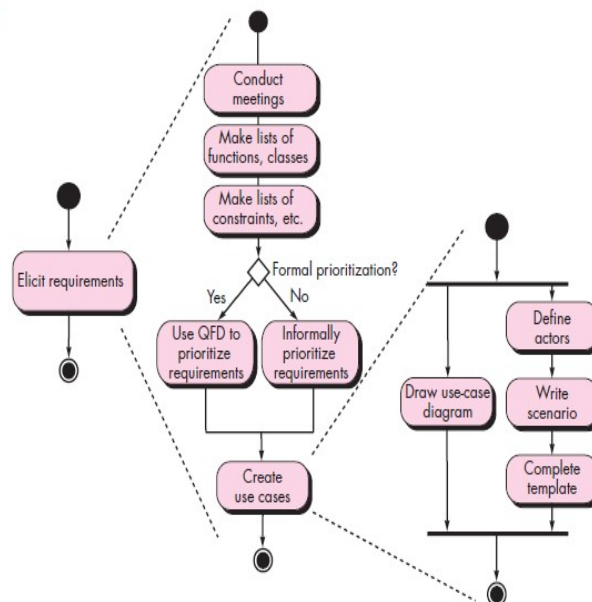 Conduct
meetings
Make lists of
functions, classes
Make lists of
constraints, etc.
Elicit requirements
Formal prioritization?
Yes
No
Use QFD to
prioritize
requirements
Informally
prioritize
requirements
Create
use cases
Define
actors
Draw use-case
diagram
Write
scenario
Complete
template